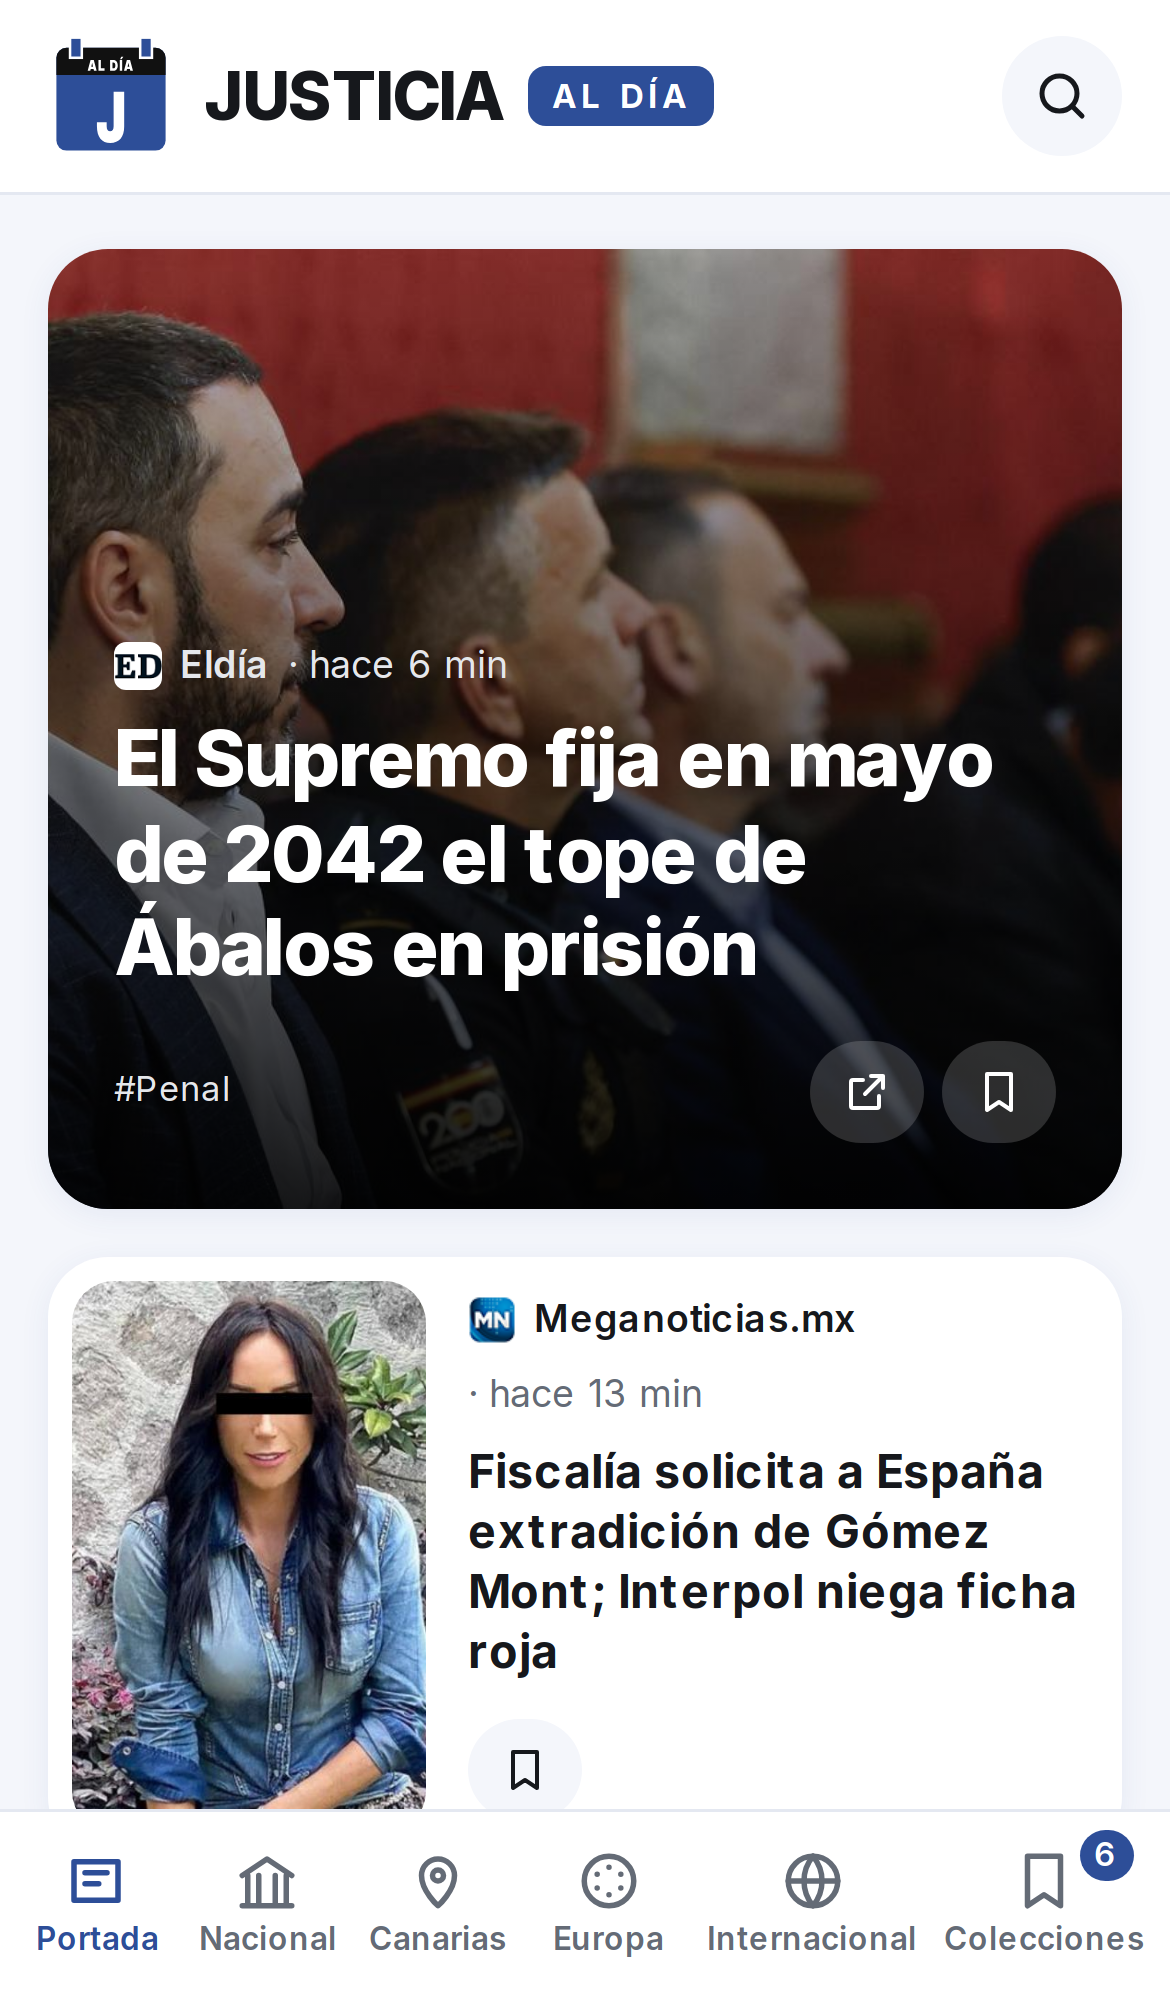 AL DÍA
J
JUSTICIA AL DÍA
ED Eldía · hace 6 min
El Supremo fija en mayo
de 2042 el tope de
Ábalos en prisión
#Penal
200
MN Meganoticias.mx
· hace 13 min
Fiscalía solicita a España
extradición de Gómez
Mont; Interpol niega ficha
roja
6
Portada Nacional Canarias Europa Internacional Colecciones